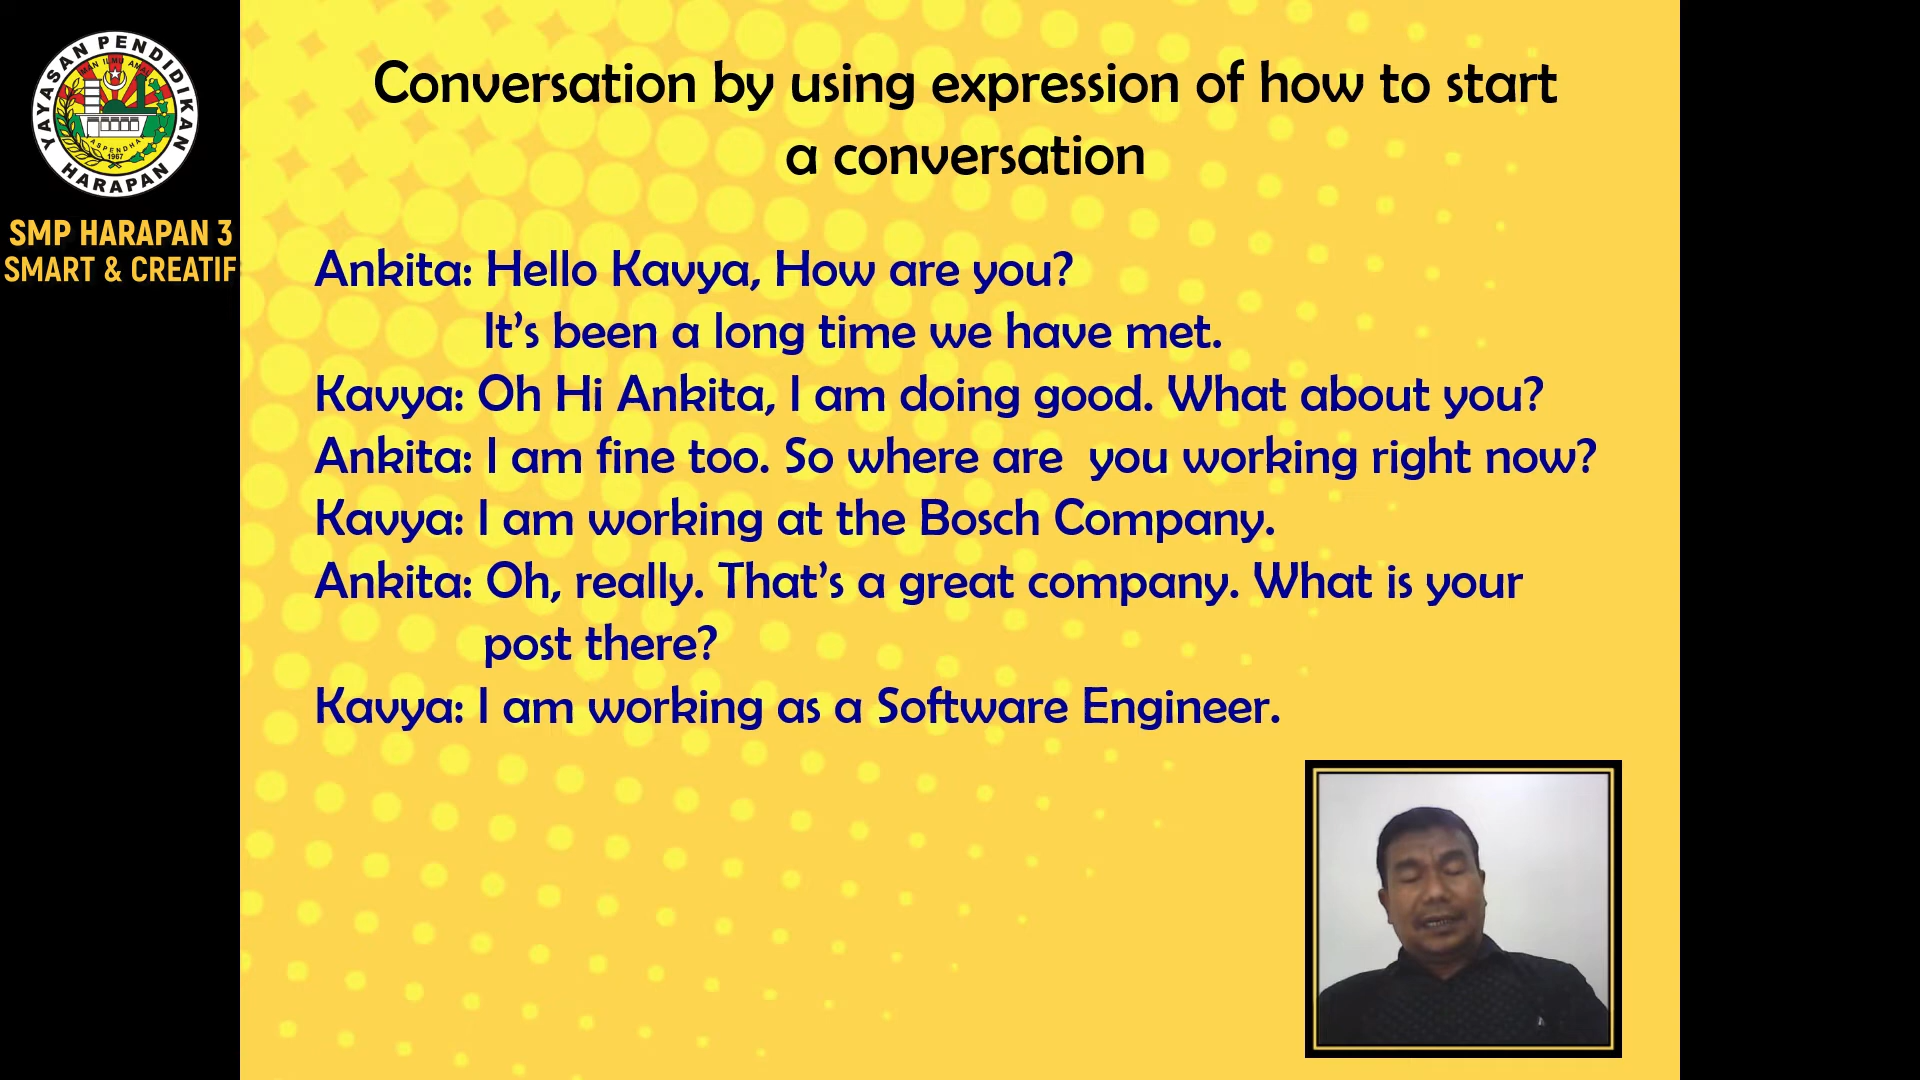 YAYASAN PENDIDIKAN
HARAPAN
ASPENDHA
1967
SMP HARAPAN 3
SMART & CREATIF
Conversation by using expression of how to start
a conversation
Ankita: Hello Kavya, How are you?
It’s been a long time we have met.
Kavya: Oh Hi Ankita, I am doing good. What about you?
Ankita: I am fine too. So where are  you working right now?
Kavya: I am working at the Bosch Company.
Ankita: Oh, really. That’s a great company. What is your
post there?
Kavya: I am working as a Software Engineer.